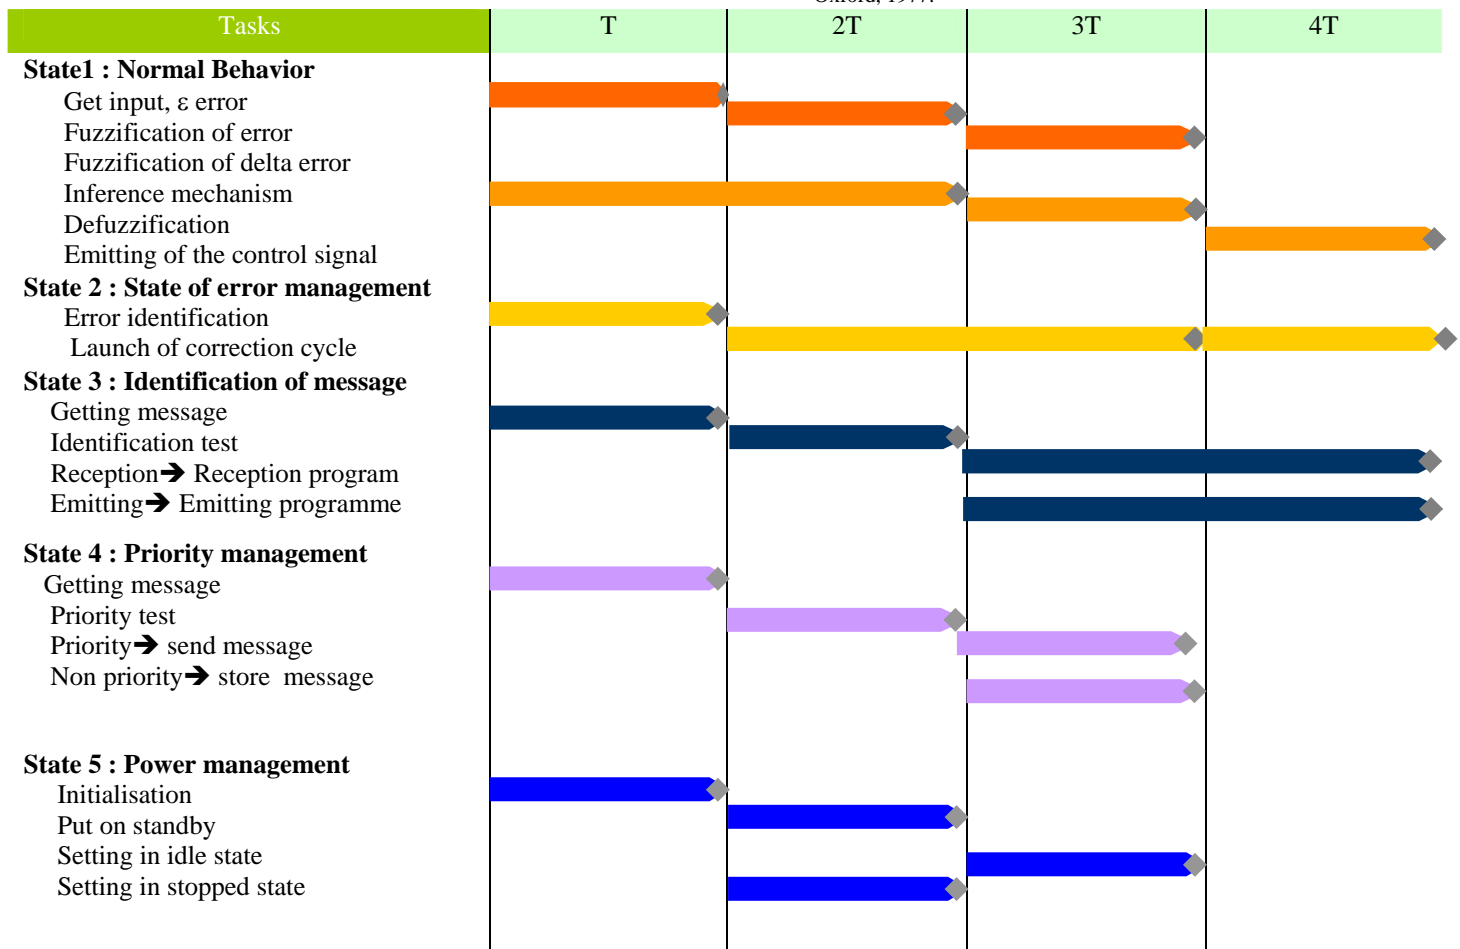 Oxford, 1977.
Tasks T 2T 3T 4T
State1 : Normal Behavior
Get input, ε error
Fuzzification of error
Fuzzification of delta error
Inference mechanism
Defuzzification
Emitting of the control signal
State 2 : State of error management
Error identification
Launch of correction cycle
State 3 : Identification of message
Getting message
Identification test
Reception➔ Reception program
Emitting➔ Emitting programme
State 4 : Priority management
Getting message
Priority test
Priority➔ send message
Non priority➔ store message
State 5 : Power management
Initialisation
Put on standby
Setting in idle state
Setting in stopped state